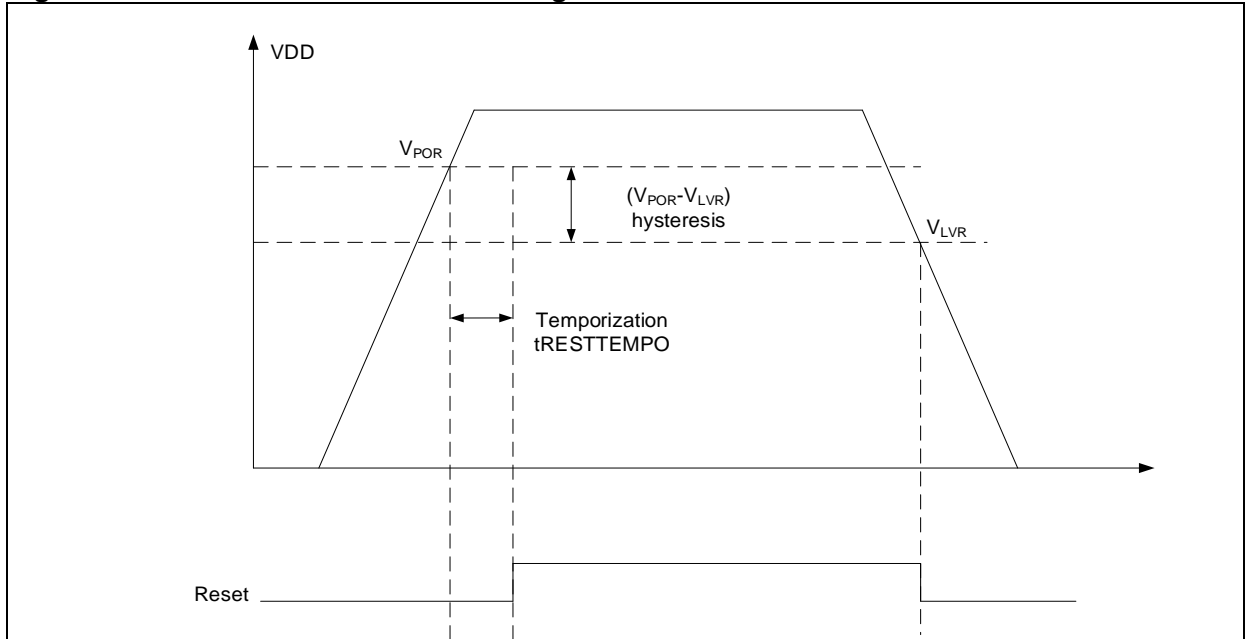 VDD
VPOR
(VPOR-VLVR)
hysteresis
VLVR
Temporization
tRESTTEMPO
Reset